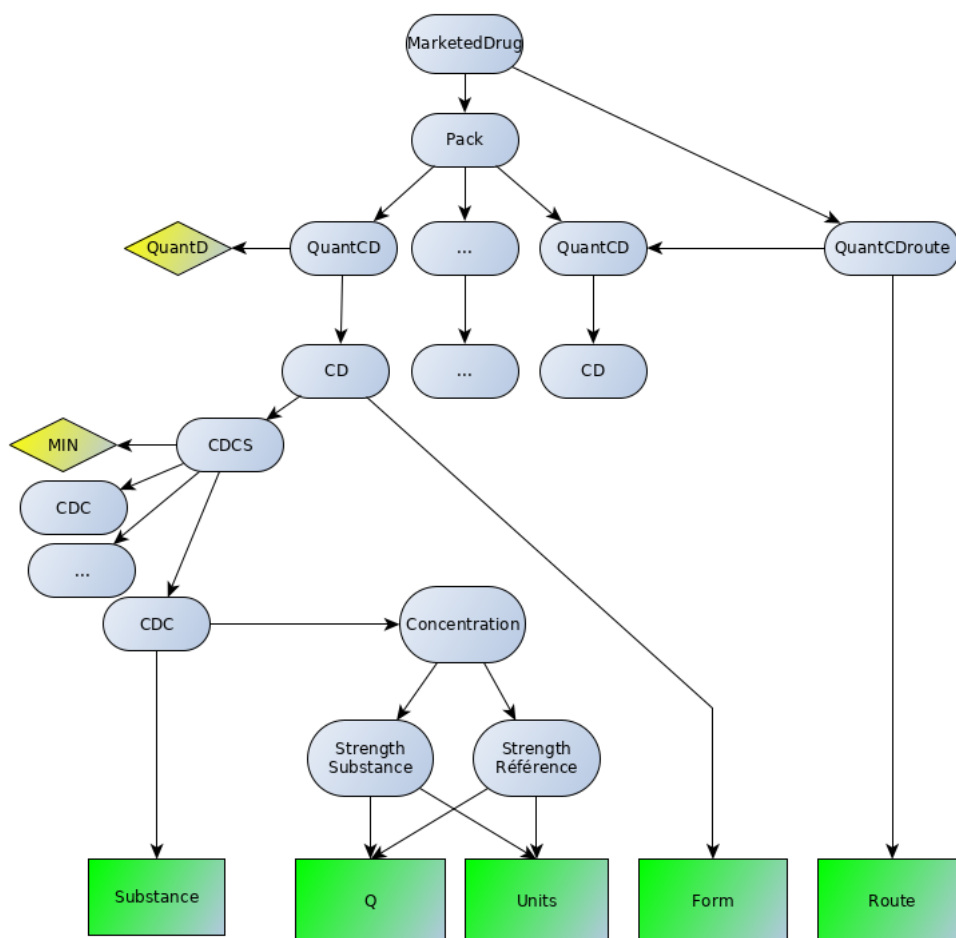 MarketedDrug
Pack
QuantD
QuantCD
...
QuantCD
QuantCDroute
CD
...
CD
MIN
CDCS
CDC
...
CDC
Concentration
Strength
Substance
Strength
Référence
Substance
Q
Units
Form
Route